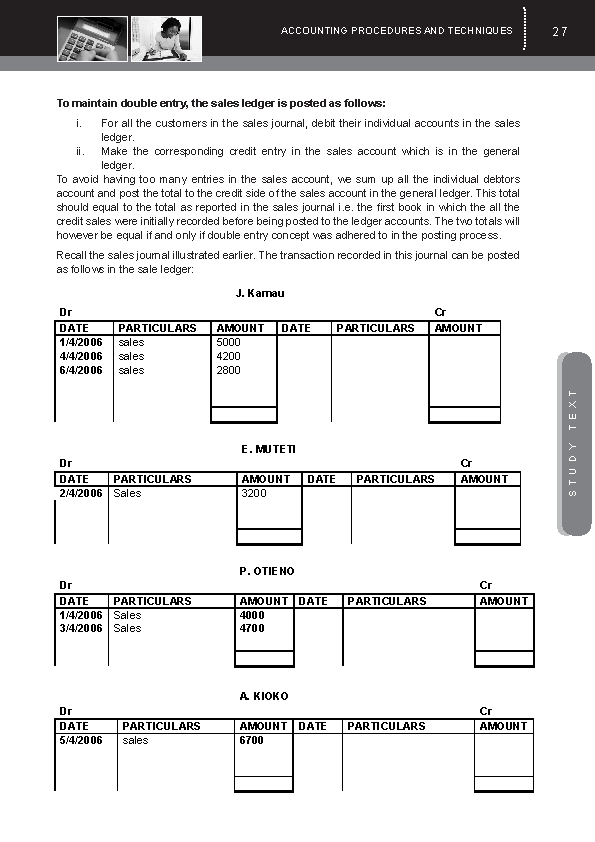 ACCOUNTING PROCEDURES AND TECHNIQUES 27
To maintain double entry, the sales ledger is posted as follows:
i. For all the customers in the sales journal, debit their individual accounts in the sales
ledger.
ii. Make the corresponding credit entry in the sales account which is in the general
ledger.
To avoid having too many entries in the sales account, we sum up all the individual debtors
account and post the total to the credit side of the sales account in the general ledger. This total
should equal to the total as reported in the sales journal i.e. the first book in which the all the
credit sales were initially recorded before being posted to the ledger accounts. The two totals will
however be equal if and only if double entry concept was adhered to in the posting process.
Recall the sales journal illustrated earlier. The transaction recorded in this journal can be posted
as follows in the sale ledger:
J. Kamau
Dr Cr
DATE PARTICULARS AMOUNT DATE PARTICULARS AMOUNT
1/4/2006 sales 5000
4/4/2006 sales 4200
6/4/2006 sales 2800
STUDY TEXT
E. MUTETI
Dr Cr
DATE PARTICULARS AMOUNT DATE PARTICULARS AMOUNT
2/4/2006 Sales 3200
P. OTIENO
Dr Cr
DATE PARTICULARS AMOUNT DATE PARTICULARS AMOUNT
1/4/2006 Sales 4000
3/4/2006 Sales 4700
A. KIOKO
Dr Cr
DATE PARTICULARS AMOUNT DATE PARTICULARS AMOUNT
5/4/2006 sales 6700